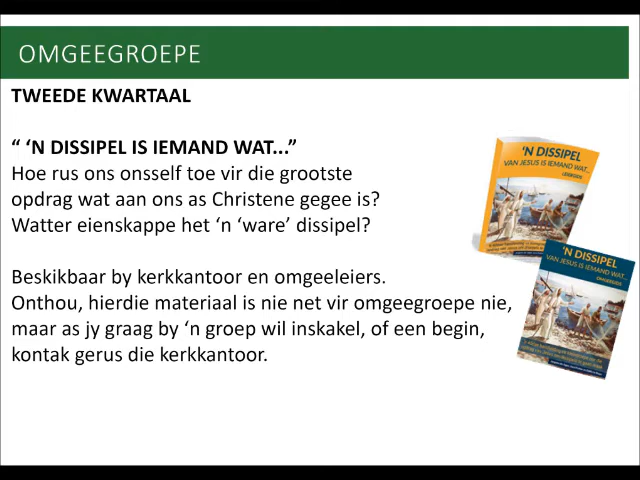 OMGEEGROEPE
TWEEDE KWARTAAL
“ ‘N DISSIPEL IS IEMAND WAT...”
Hoe rus ons onsself toe vir die grootste
opdrag wat aan ons as Christene gegee is?
Watter eienskappe het ‘n ‘ware’ dissipel?
Beskikbaar by kerkkantoor en omgeeleiers.
Onthou, hierdie materiaal is nie net vir omgeegroepe nie,
maar as jy graag by ‘n groep wil inskakel, of een begin,
kontak gerus die kerkkantoor.
'N DISSIPEL
VAN JESUS IS IEMAND WAT...
'N DISSIPEL
VAN JESUS IS IEMAND WAT...